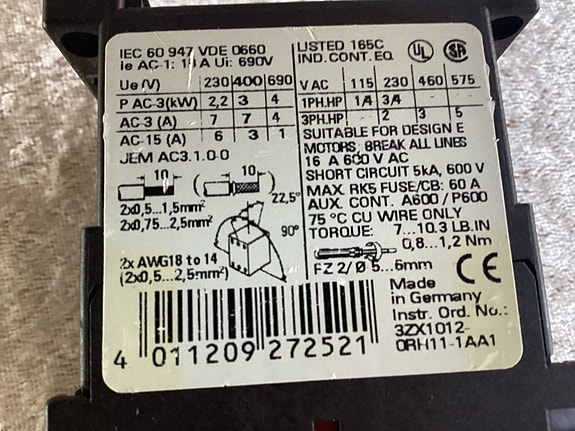 IEC 60 947 VDE 0660
Ie AC-1: 18 A Ui: 690V
Ue (V) 230 400 690
P AC-3(kW) 2,2 3 4
AC-3 (A) 7 7 4
AC-15 (A) 6 3 1
JEM AC3.1.0-0
10
10
2x0,5...1,5mm²
2x0,75...2,5mm²
22,5°
90°
2x AWG18 to 14
(2x0,5...2,5mm²)
LISTED 165C
IND. CONT. EQ
UL
SA
V AC 115 230 460 575
1PH.HP 1/4 3/4
3PH.HP - 2 3 5
SUITABLE FOR DESIGN E
MOTORS, BREAK ALL LINES
16 A 600 V AC
SHORT CIRCUIT 5kA, 600 V
MAX. RK5 FUSE/CB: 60 A
AUX. CONT. A600 / P600
75 °C CU WIRE ONLY
TORQUE: 7...10.3 LB.IN
0,8...1,2 Nm
FZ 2/ Ø 5...6mm
CE
Made
in Germany
Instr. Ord. No.:
3ZX1012-
0RH11-1AA1
4 011209 272521